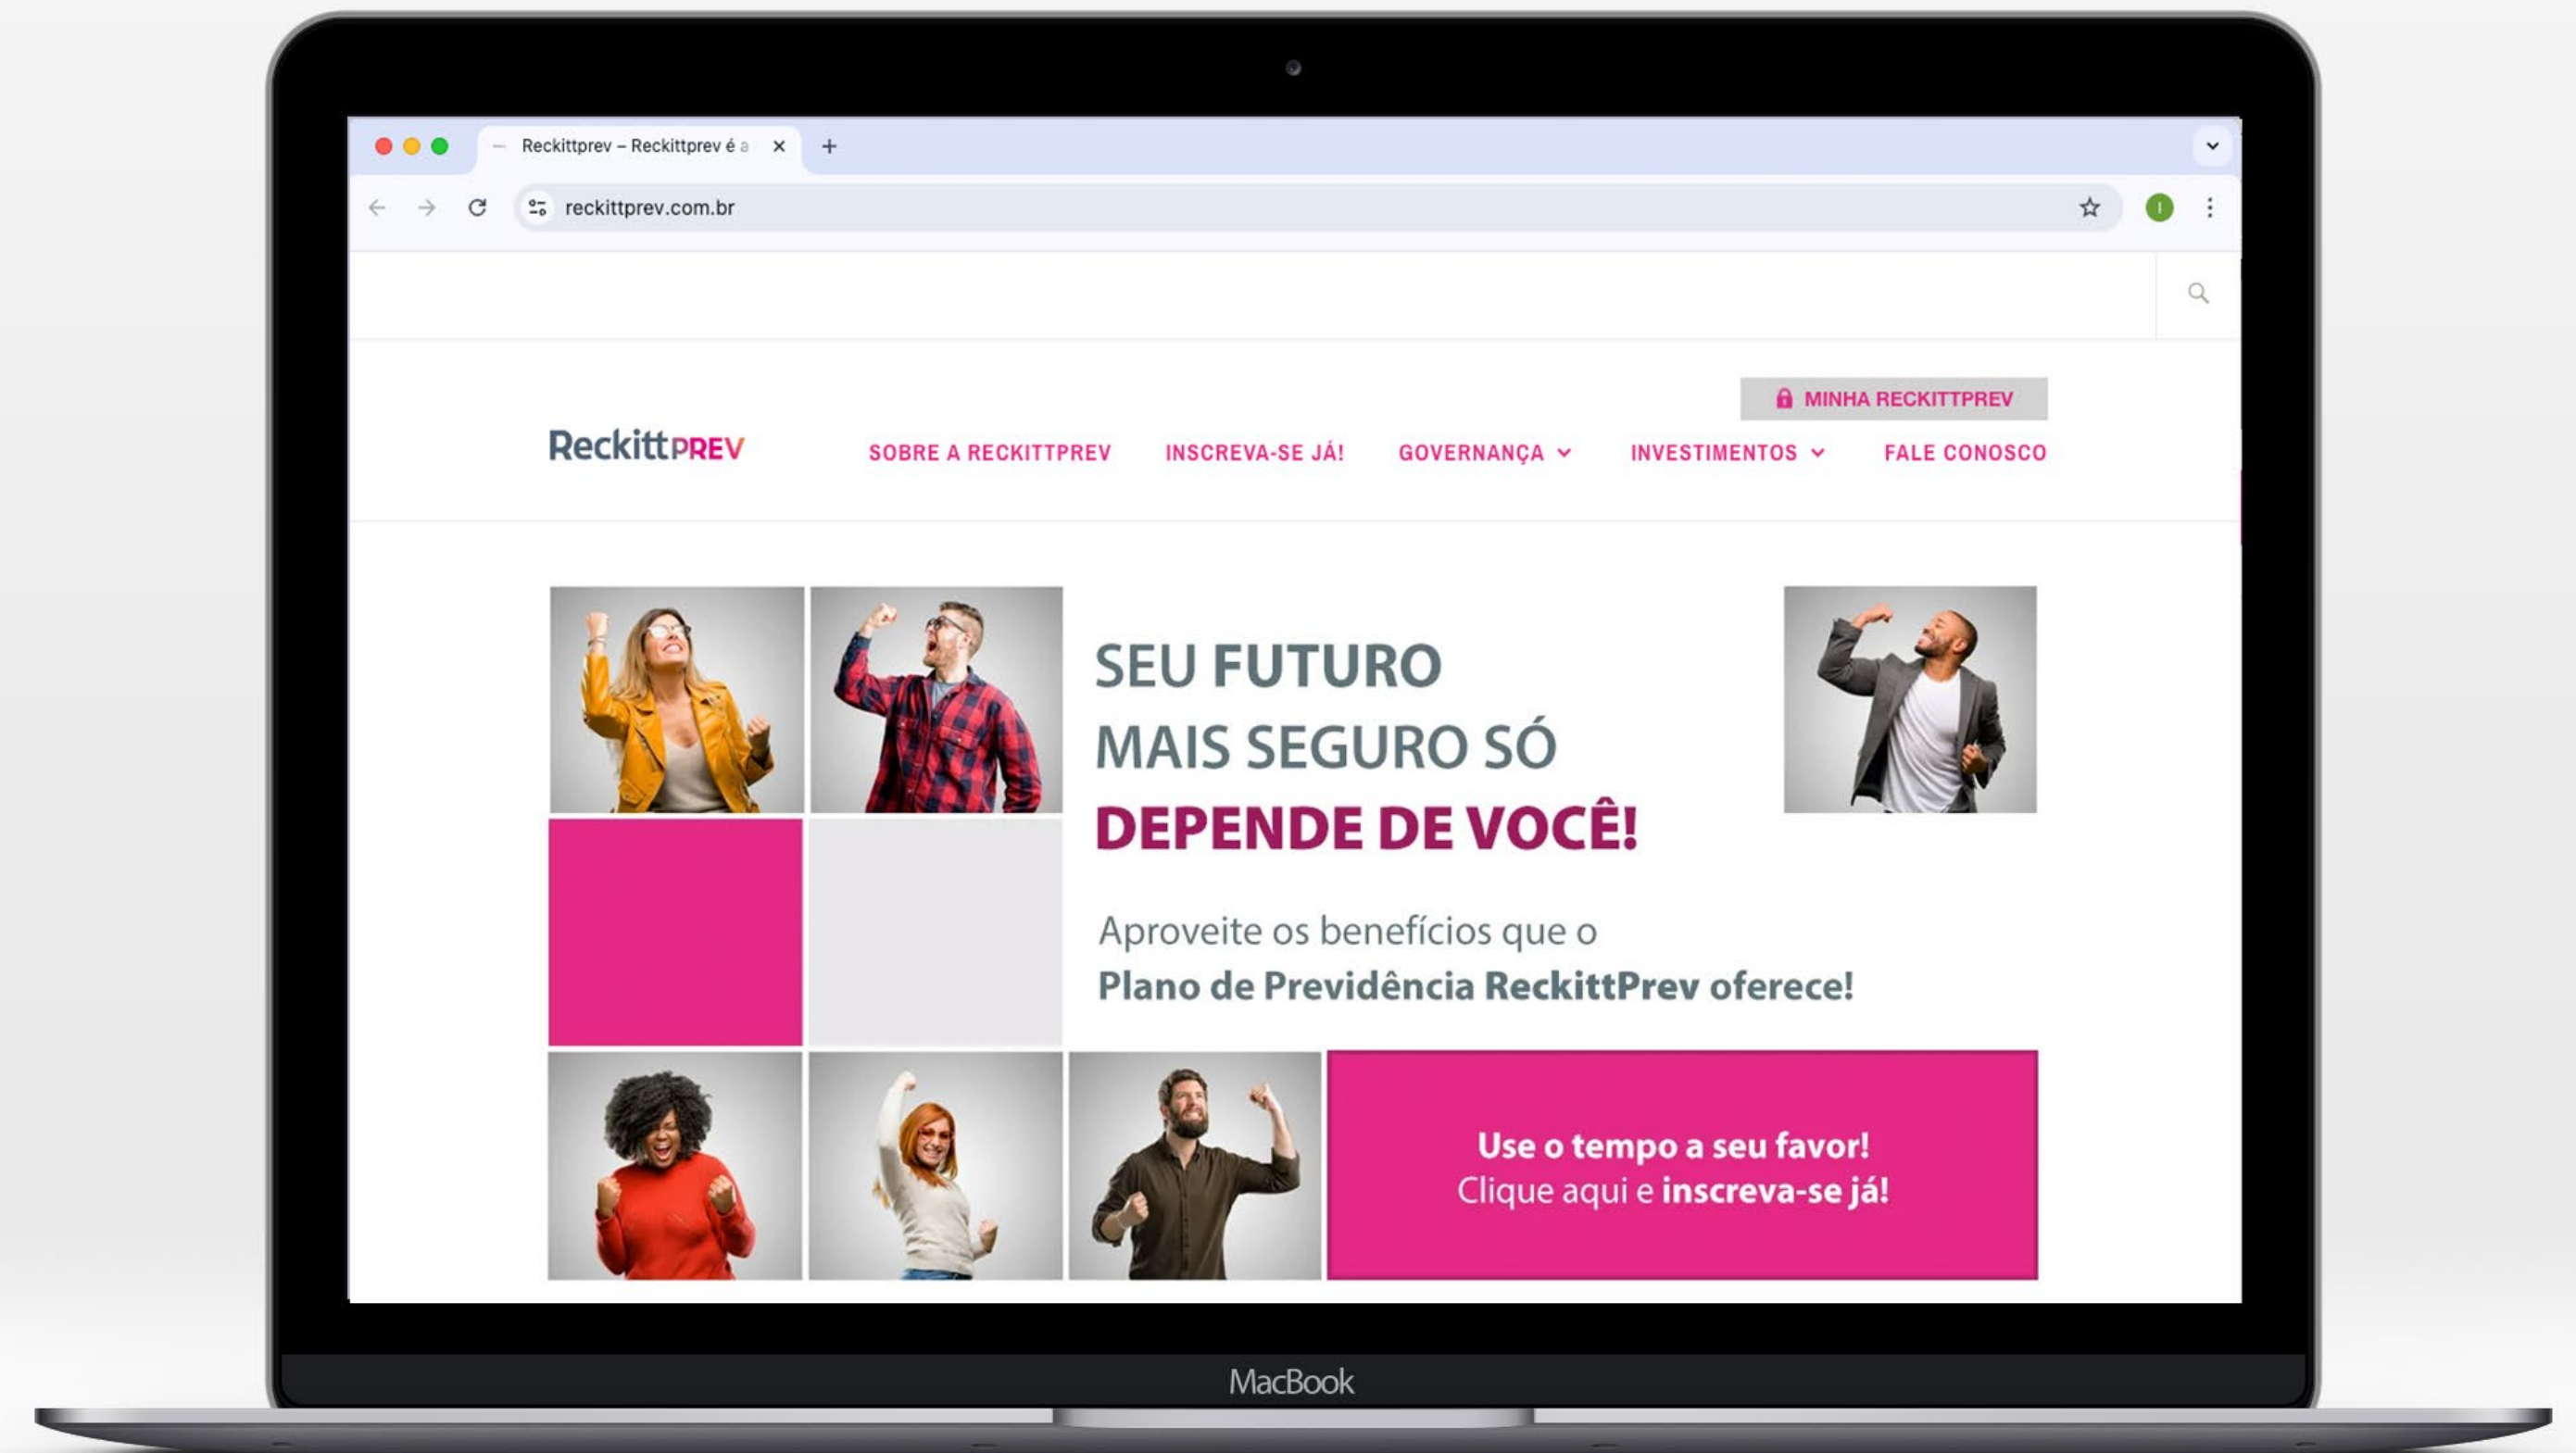 Reckittprev – Reckittprev é a
reckittprev.com.br
MINHA RECKITTPREV
ReckittPREV
SOBRE A RECKITTPREV INSCREVA-SE JÁ! GOVERNANÇA INVESTIMENTOS FALE CONOSCO
SEU FUTURO
MAIS SEGURO SÓ
DEPENDE DE VOCÊ!
Aproveite os benefícios que o
Plano de Previdência ReckittPrev oferece!
Use o tempo a seu favor!
Clique aqui e inscreva-se já!
MacBook